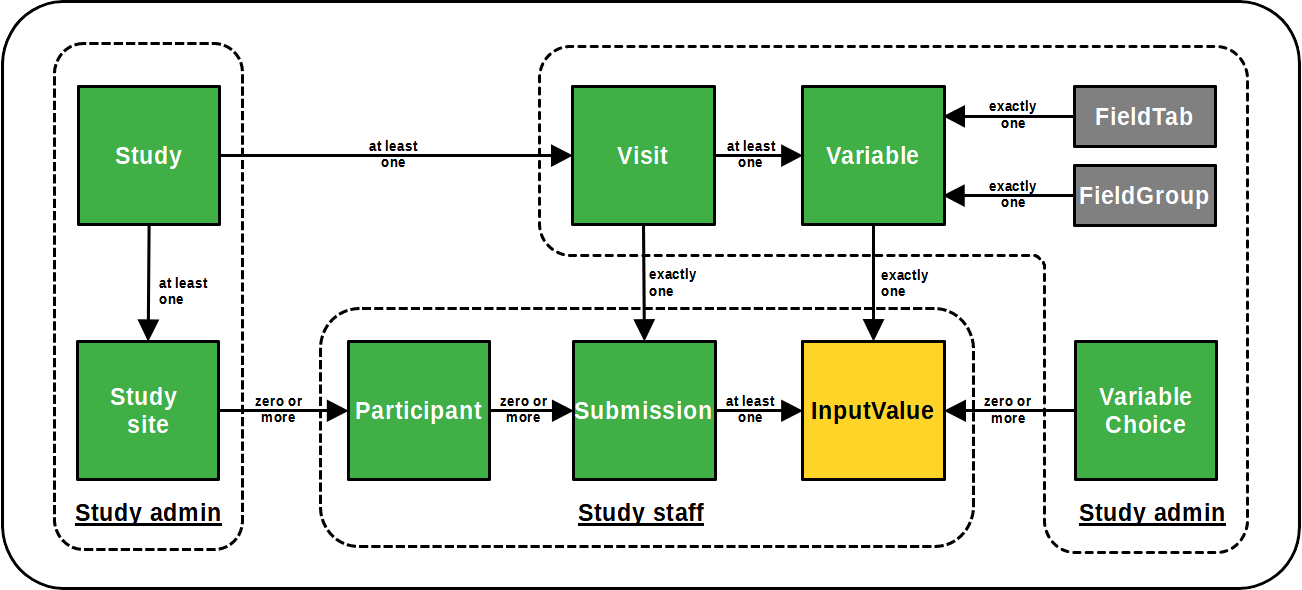 Study
at least
one
Visit
at least
one
Variable
exactly
one
FieldTab
exactly
one
FieldGroup
at least
one
exactly
one
exactly
one
Study
site
zero or
more
Participant
zero or
more
Submission
at least
one
InputValue
zero or
more
Variable
Choice
Study admin
Study staff
Study admin